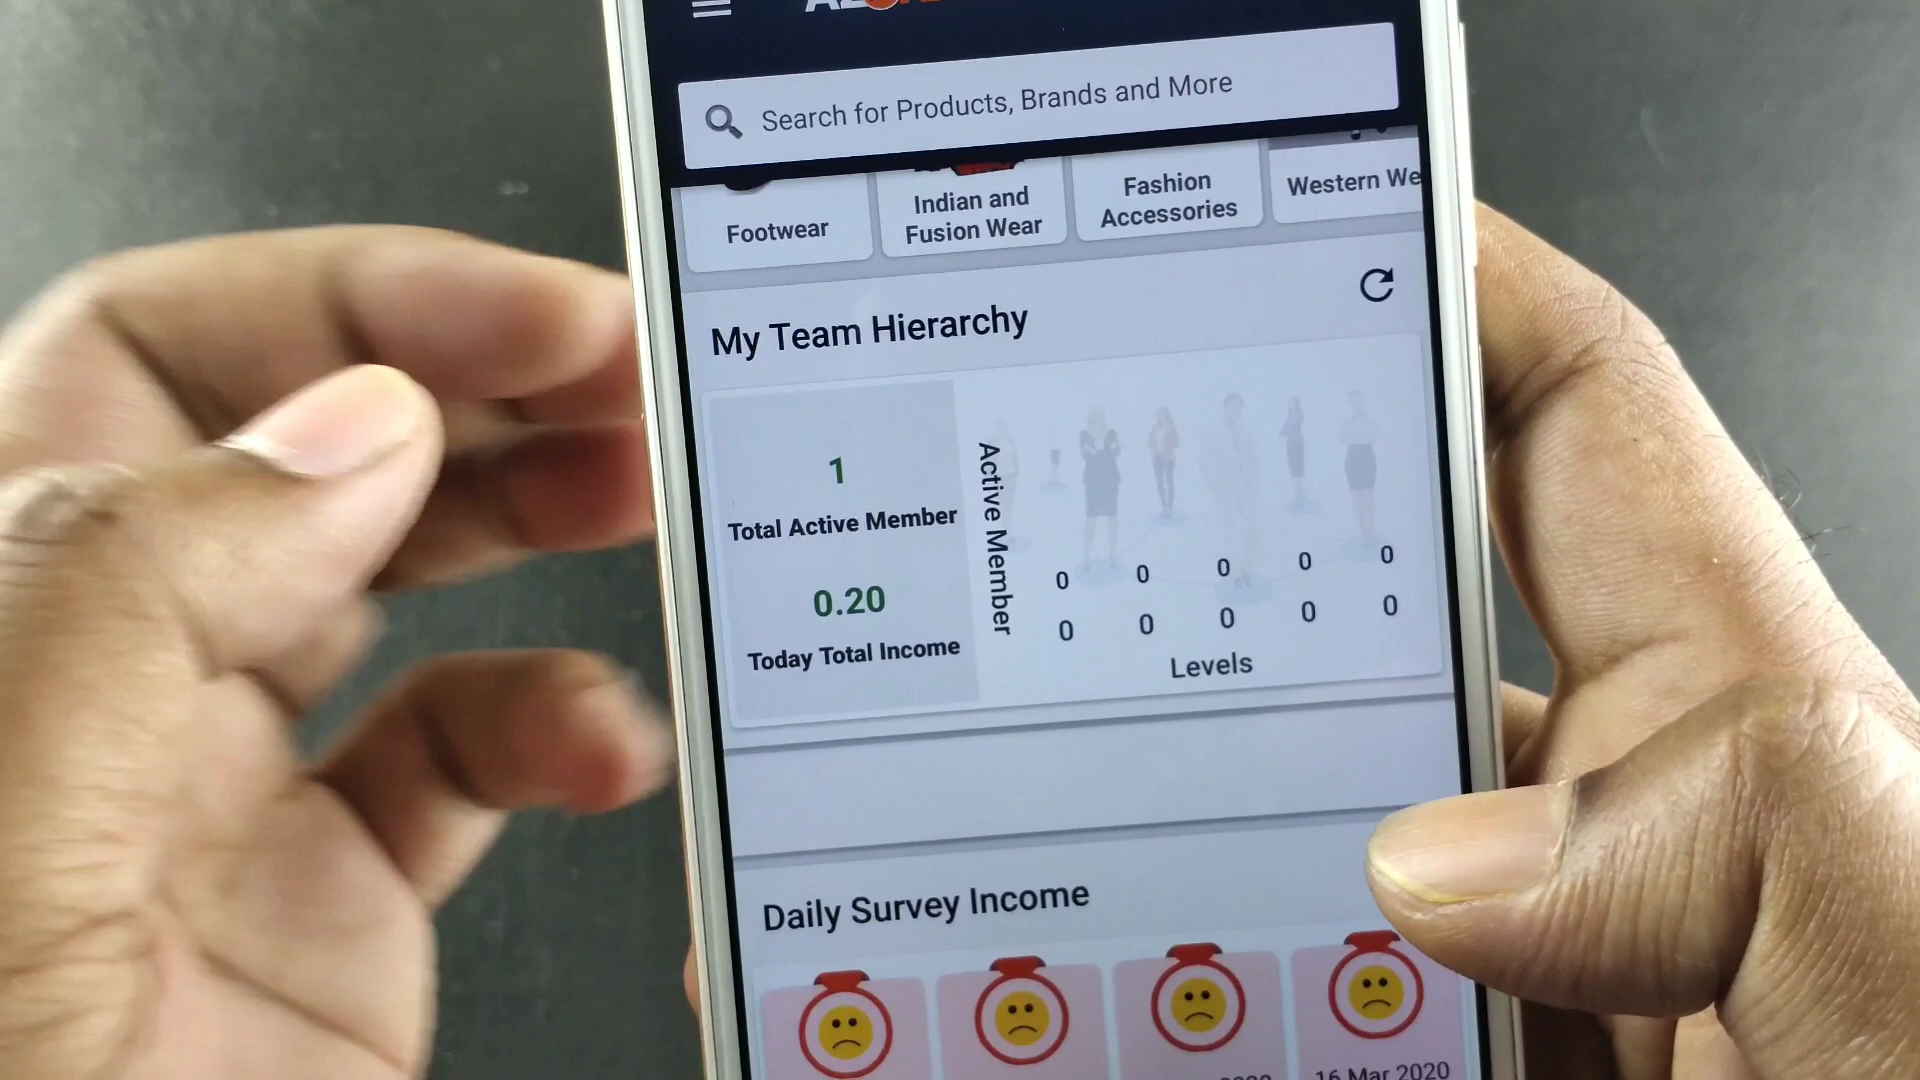 Search for Products, Brands and More
Footwear
Indian and
Fusion Wear
Fashion
Accessories
Western We
My Team Hierarchy
1
Total Active Member
0.20
Today Total Income
Active Member
0 0 0 0 0
0 0 0 0 0
Levels
Daily Survey Income
16 Mar 2020